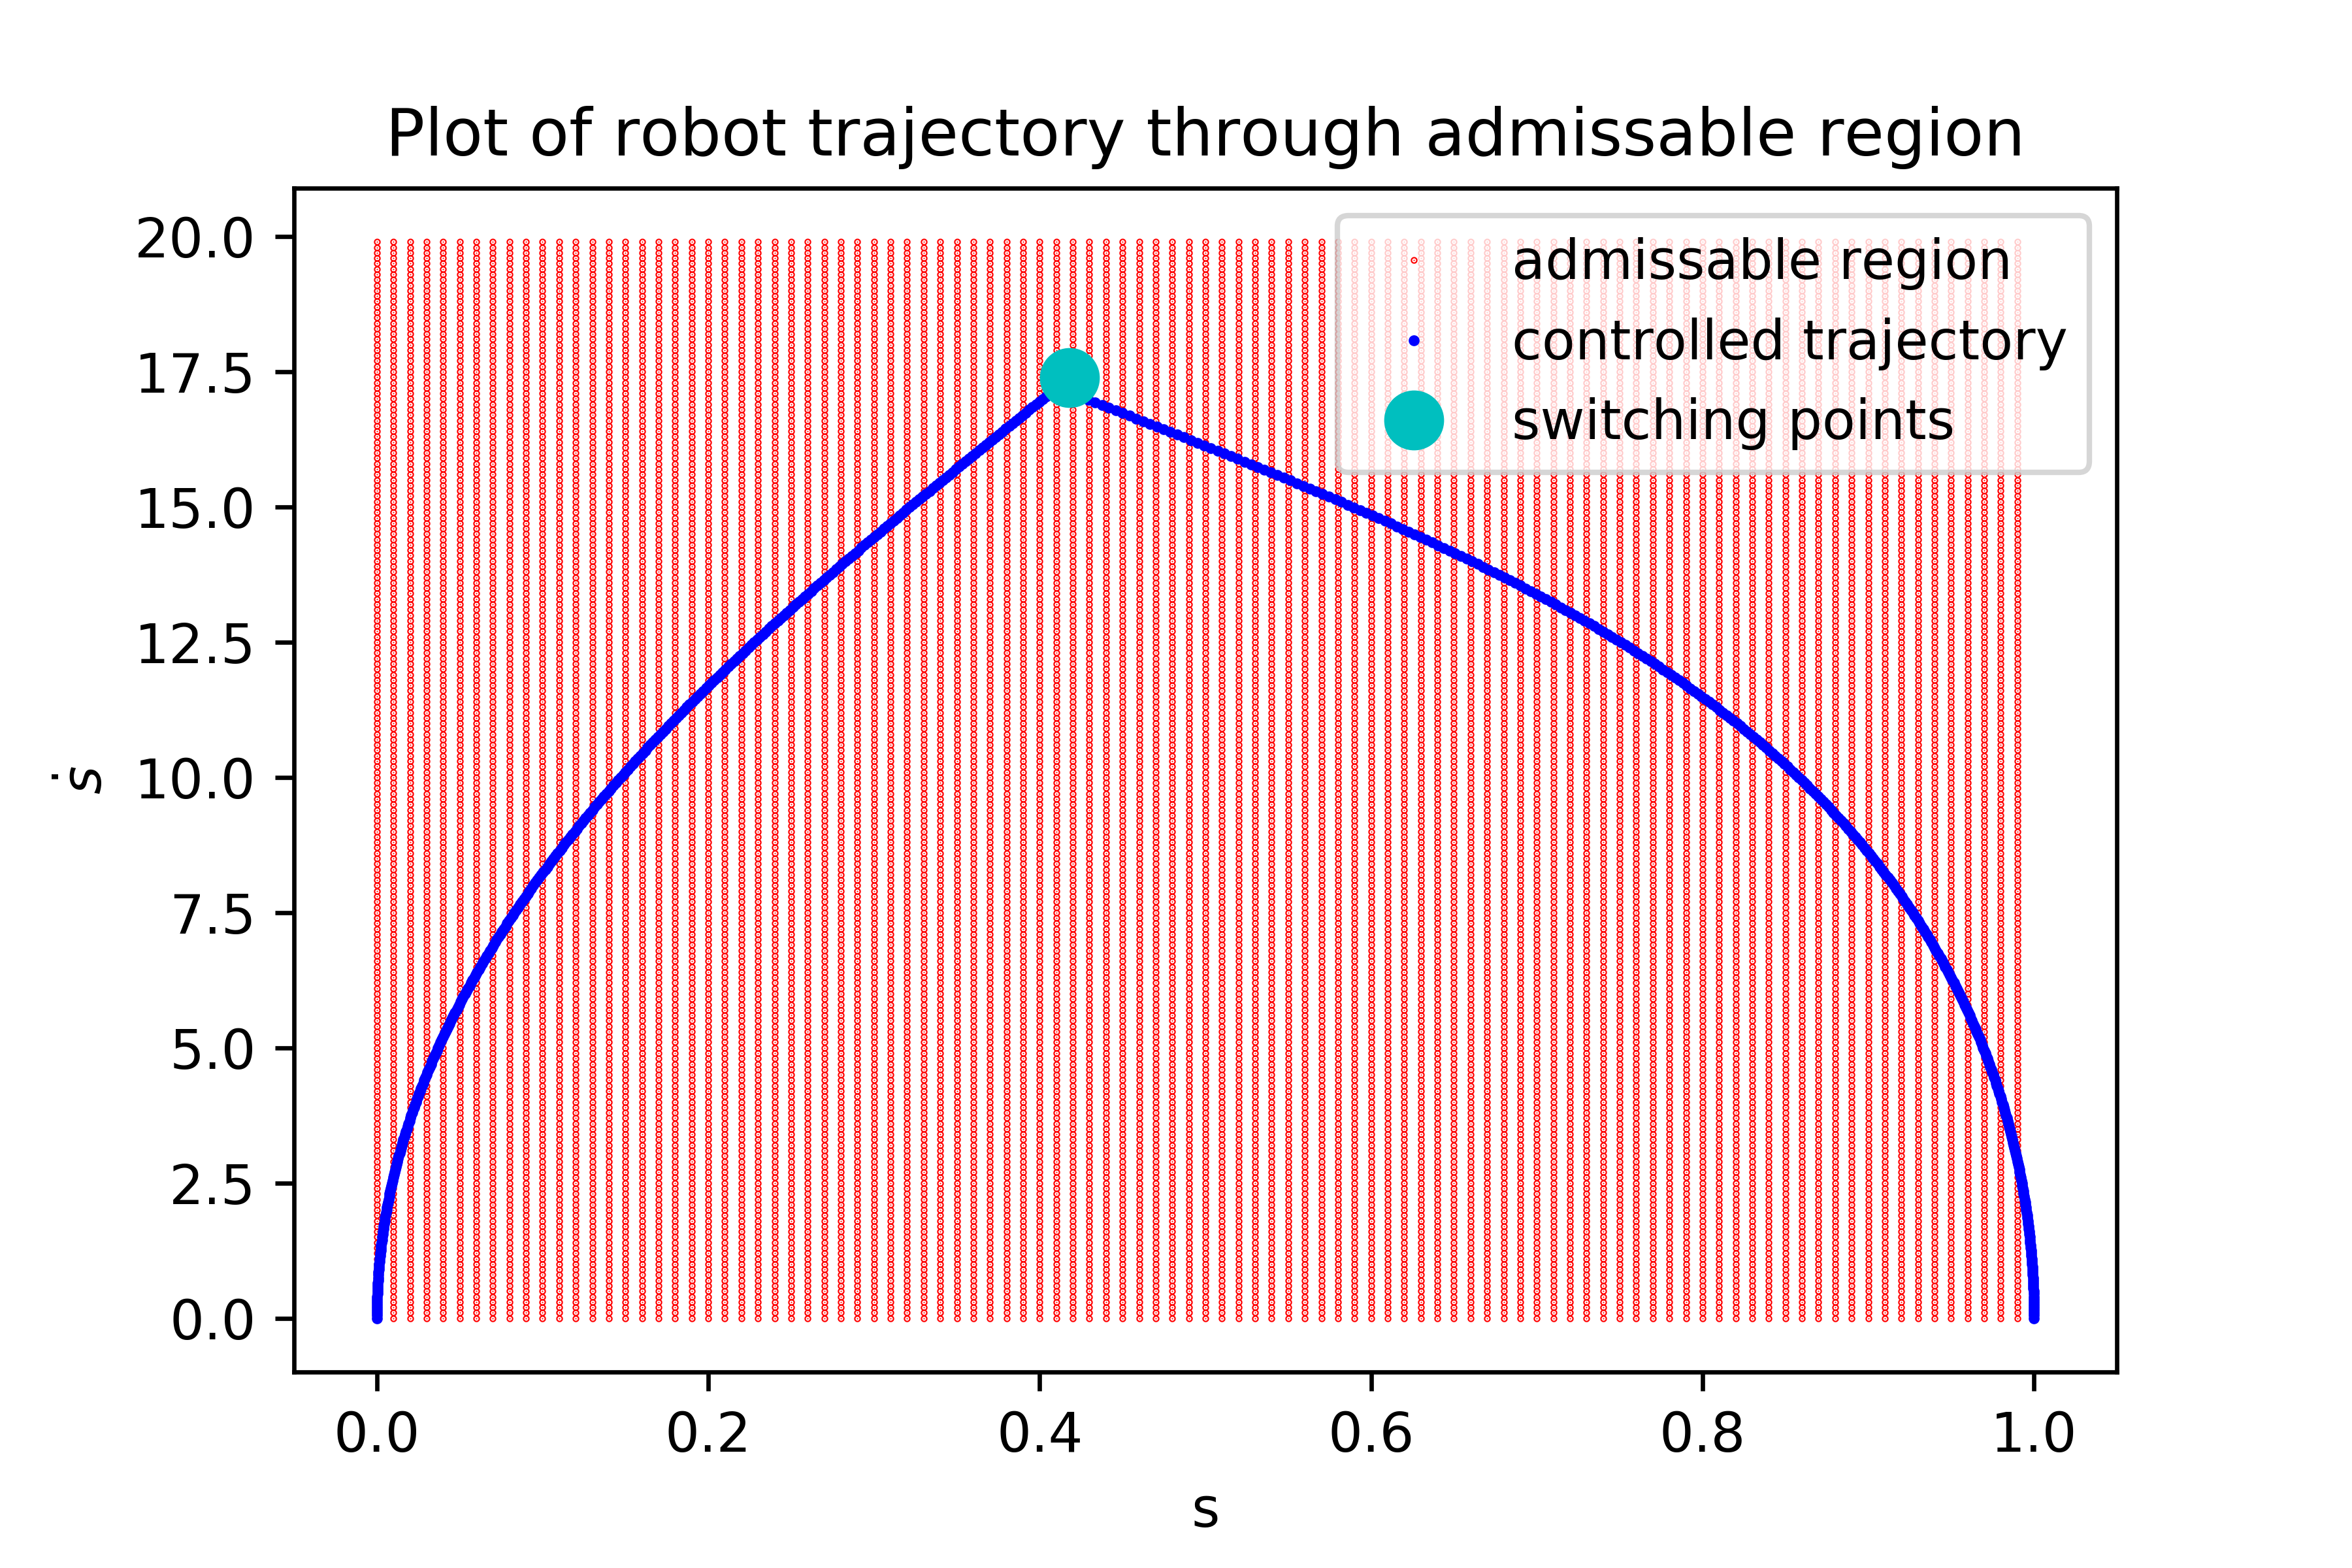 Plot of robot trajectory through admissable region
20.0
17.5
15.0
12.5
10.0
7.5
5.0
2.5
0.0
ṡ
admissable region
controlled trajectory
switching points
0.0 0.2 0.4 0.6 0.8 1.0
s